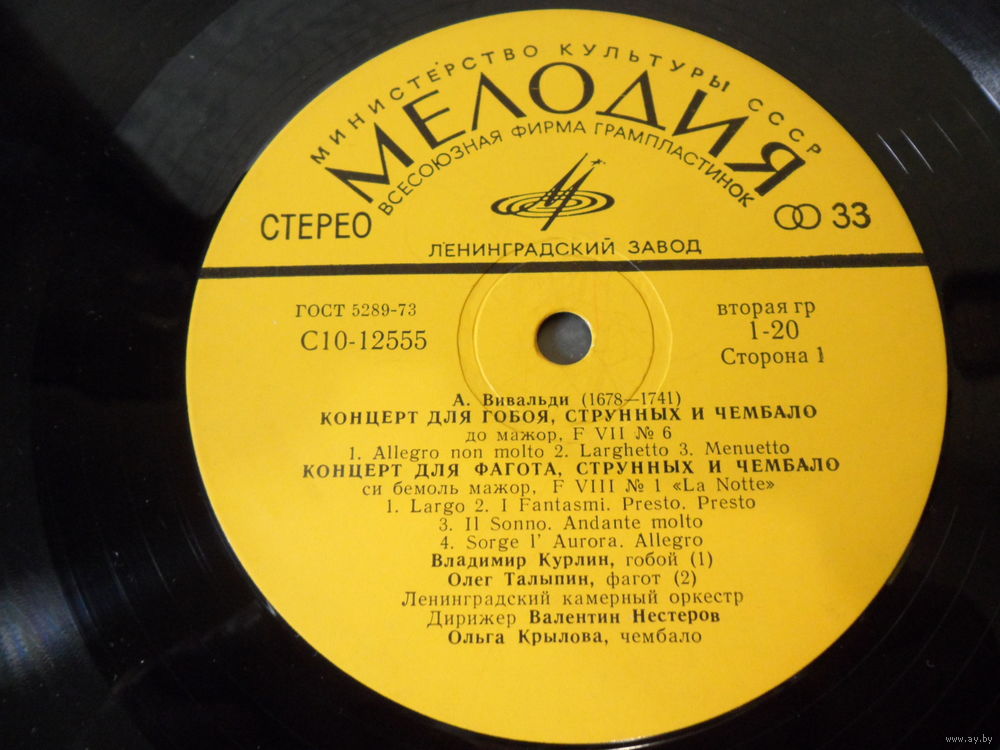 МИНИСТЕРСТВО КУЛЬТУРЫ СССР
МЕЛОДИЯ
ВСЕСОЮЗНАЯ ФИРМА ГРАМПЛАСТИНОК
СТЕРЕО
33
ЛЕНИНГРАДСКИЙ ЗАВОД
ГОСТ 5289-73
С10-12555
вторая гр
1-20
Сторона 1
А. Вивальди (1678—1741)
КОНЦЕРТ ДЛЯ ГОБОЯ, СТРУННЫХ И ЧЕМБАЛО
до мажор, F VII № 6
1. Allegro non molto 2. Larghetto 3. Menuetto
КОНЦЕРТ ДЛЯ ФАГОТА, СТРУННЫХ И ЧЕМБАЛО
си бемоль мажор, F VIII № 1 «La Notte»
1. Largo 2. I Fantasmi. Presto. Presto
3. Il Sonno. Andante molto
4. Sorge l' Aurora. Allegro
Владимир Курлин, гобой (1)
Олег Талыпин, фагот (2)
Ленинградский камерный оркестр
Дирижер Валентин Нестеров
Ольга Крылова, чембало
www.ay.by